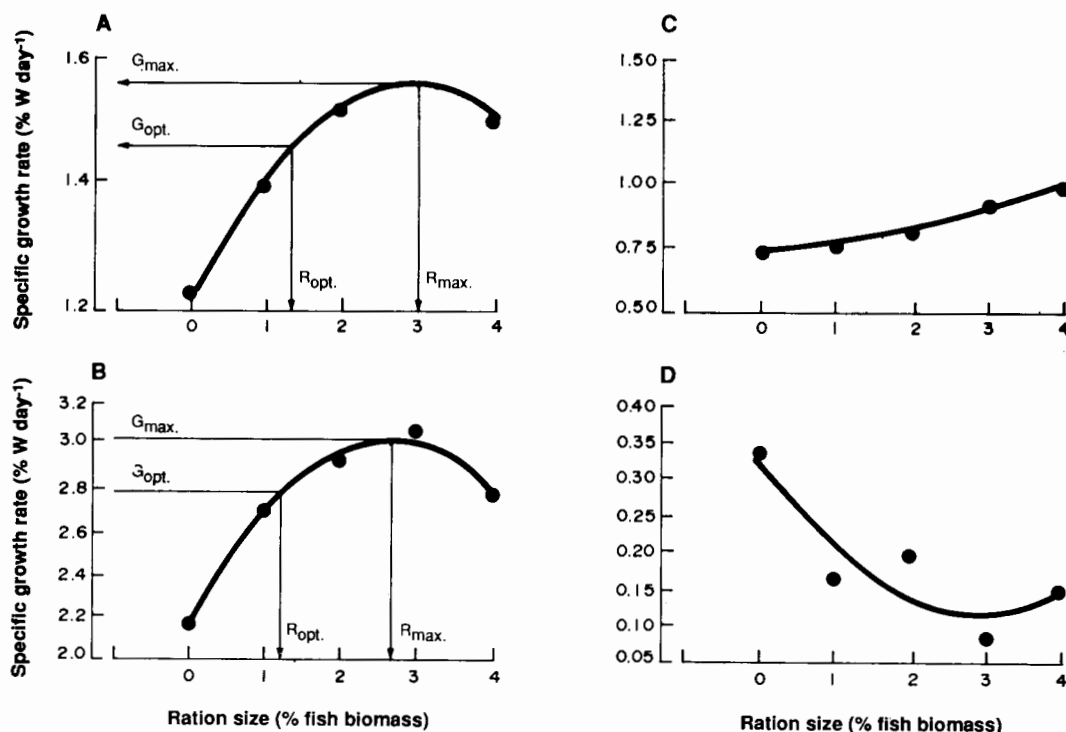 A
Specific growth rate (% W day-1)
1.6
1.4
1.2
Gmax.
Gopt.
Ropt.
Rmax.
0 1 2 3 4
C
1.50
1.25
1.00
0.75
0.50
0 1 2 3 4
B
Specific growth rate (% W day-1)
3.2
3.0
2.8
2.6
2.4
2.2
2.0
Gmax.
Gopt.
Ropt.
Rmax.
0 1 2 3 4
Ration size (% fish biomass)
D
0.40
0.35
0.30
0.20
0.15
0.10
0.05
0 1 2 3 4
Ration size (% fish biomass)